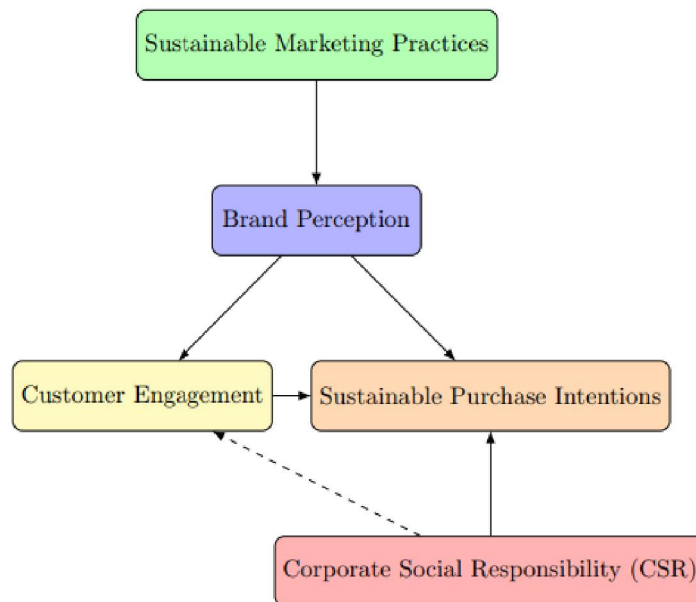 Sustainable Marketing Practices
Brand Perception
Customer Engagement
Sustainable Purchase Intentions
Corporate Social Responsibility (CSR)